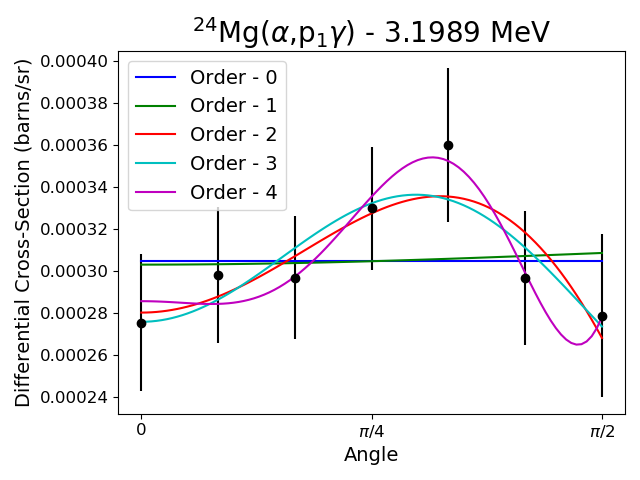 ²⁴Mg(α,p₁γ) - 3.1989 MeV
Differential Cross-Section (barns/sr)
0.00040
0.00038
0.00036
0.00034
0.00032
0.00030
0.00028
0.00026
0.00024
Order - 0
Order - 1
Order - 2
Order - 3
Order - 4
0
π/4
π/2
Angle